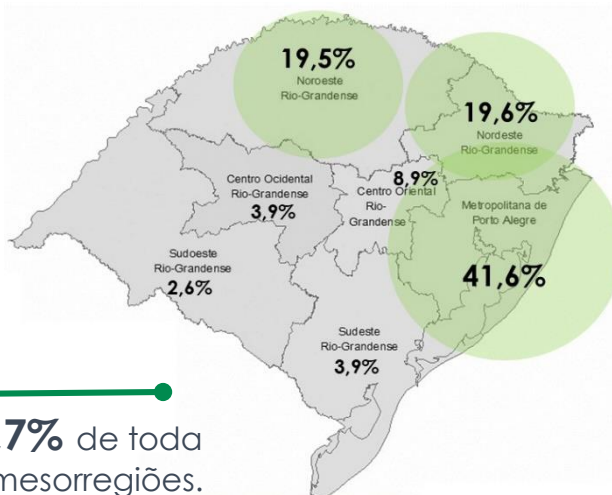 19,5%
Noroeste
Rio-Grandense
19,6%
Nordeste
Rio-Grandense
8,9%
Centro Oriental
Rio-
Grandense
Centro Ocidental
Rio-Grandense
3,9%
Metropolitana de
Porto Alegre
41,6%
Sudoeste
Rio-Grandense
2,6%
Sudeste
Rio-Grandense
3,9%
7% de toda
mesorregiões.